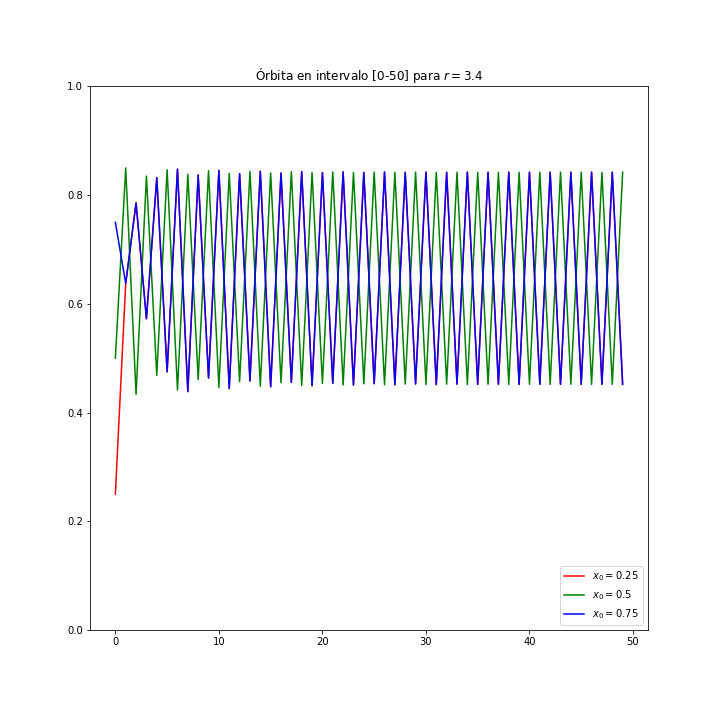 Órbita en intervalo [0-50] para r = 3.4
1.0
0.8
0.6
0.4
0.2
0.0
0 10 20 30 40 50
x₀ = 0.25
x₀ = 0.5
x₀ = 0.75